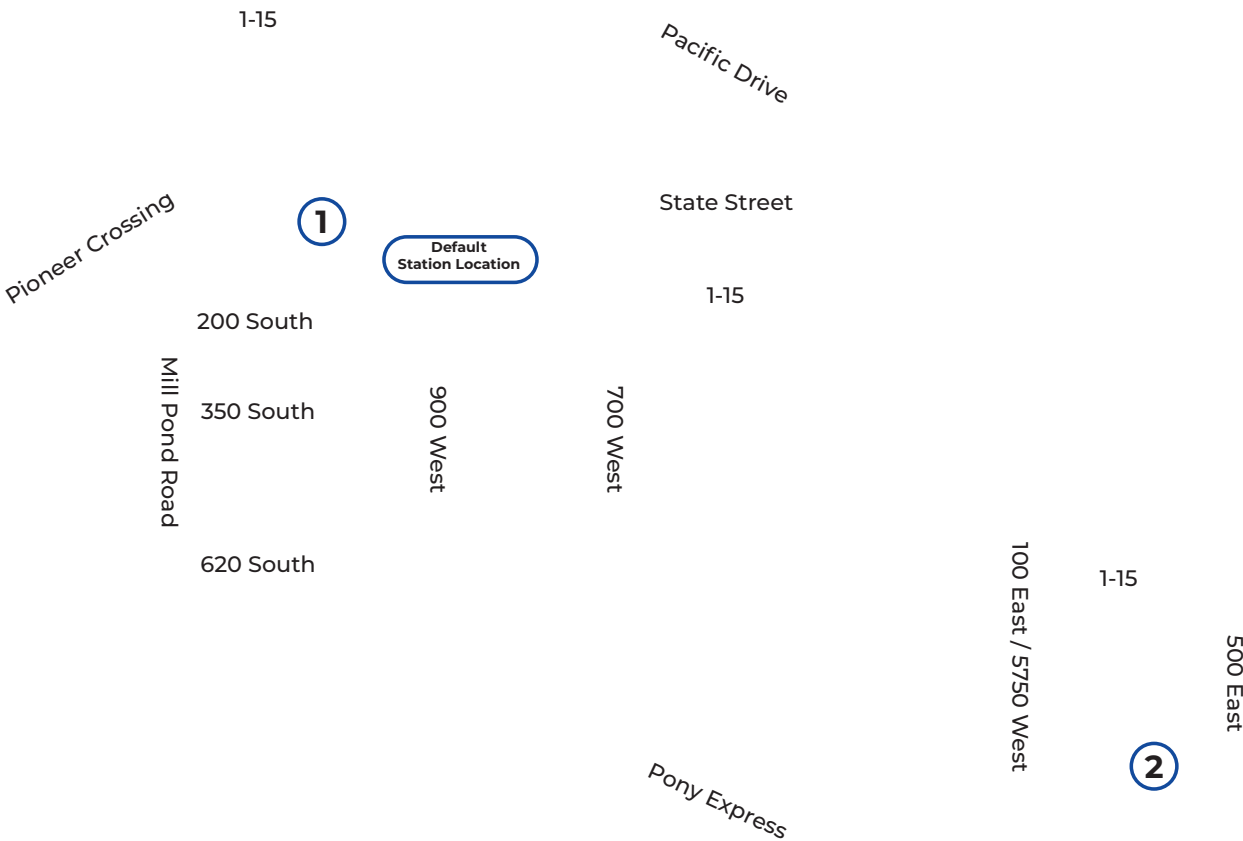 1-15
Pacific Drive
Pioneer Crossing
1
State Street
Default
Station Location
1-15
200 South
Mill Pond Road
350 South
900 West
700 West
620 South
100 East / 5750 West
1-15
500 East
2
Pony Express